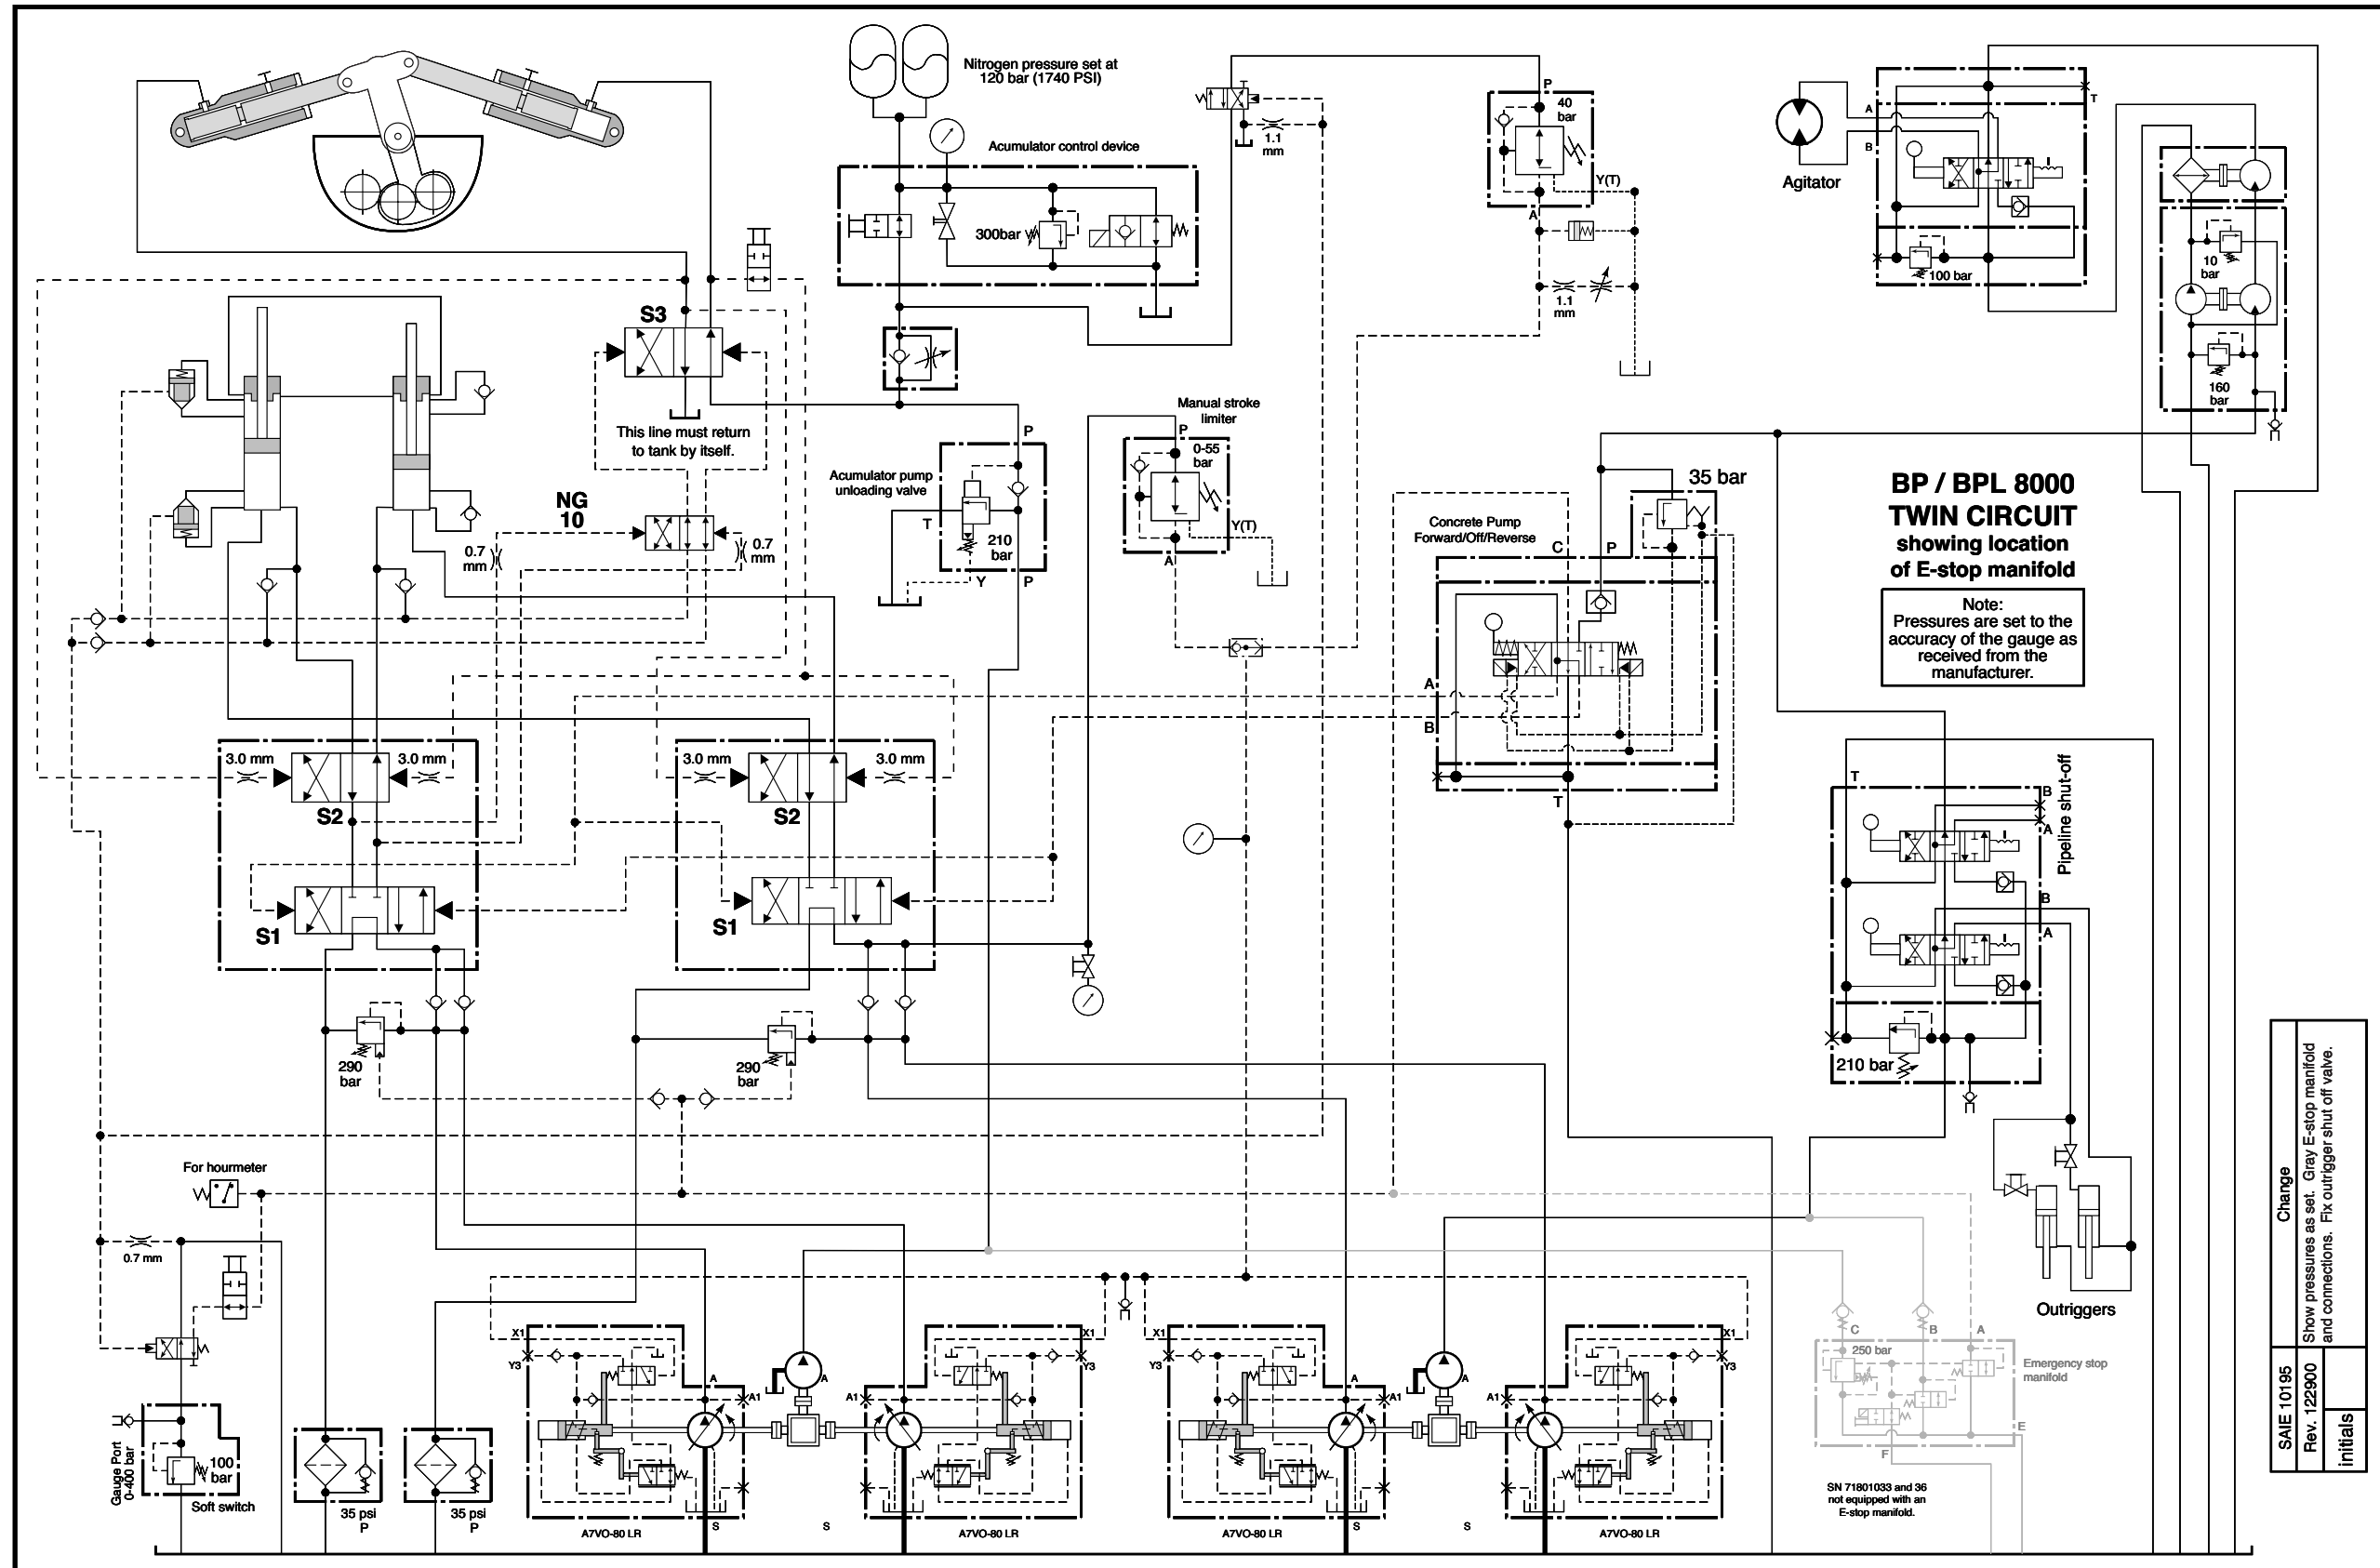 Nitrogen pressure set at
120 bar (1740 PSI)
Acumulator control device
300bar
1.1
mm
P
40
bar
Y(T)
A
1.1
mm
Agitator
A
B
T
100 bar
10
bar
160
bar
S3
This line must return
to tank by itself.
NG
10
0.7
mm
0.7
mm
Acumulator pump
unloading valve
P
T
210
bar
Y
P
Manual stroke
limiter
P
0-55
bar
Y(T)
A
35 bar
Concrete Pump
Forward/Off/Reverse
C
P
A
B
T
BP / BPL 8000
TWIN CIRCUIT
showing location
of E-stop manifold
Note:
Pressures are set to the
accuracy of the gauge as
received from the
manufacturer.
3.0 mm
3.0 mm
S2
S1
3.0 mm
3.0 mm
S2
S1
290
bar
290
bar
T
B
A
Pipeline shut-off
B
A
210 bar
Outriggers
For hourmeter
0.7 mm
Gauge Port
0-400 bar
100
bar
Soft switch
35 psi
P
35 psi
P
X1
Y3
A
A1
A
A1
X1
Y3
S
S
A7VO-80 LR
A7VO-80 LR
X1
Y3
A
A1
A
A1
X1
Y3
S
S
A7VO-80 LR
A7VO-80 LR
C
B
A
250 bar
Emergency stop
manifold
E
F
SN 71801033 and 36
not equipped with an
E-stop manifold.
SAIE 10195
Change
Rev. 122900
Show pressures as set. Gray E-stop manifold
and connections. Fix outrigger shut off valve.
initials